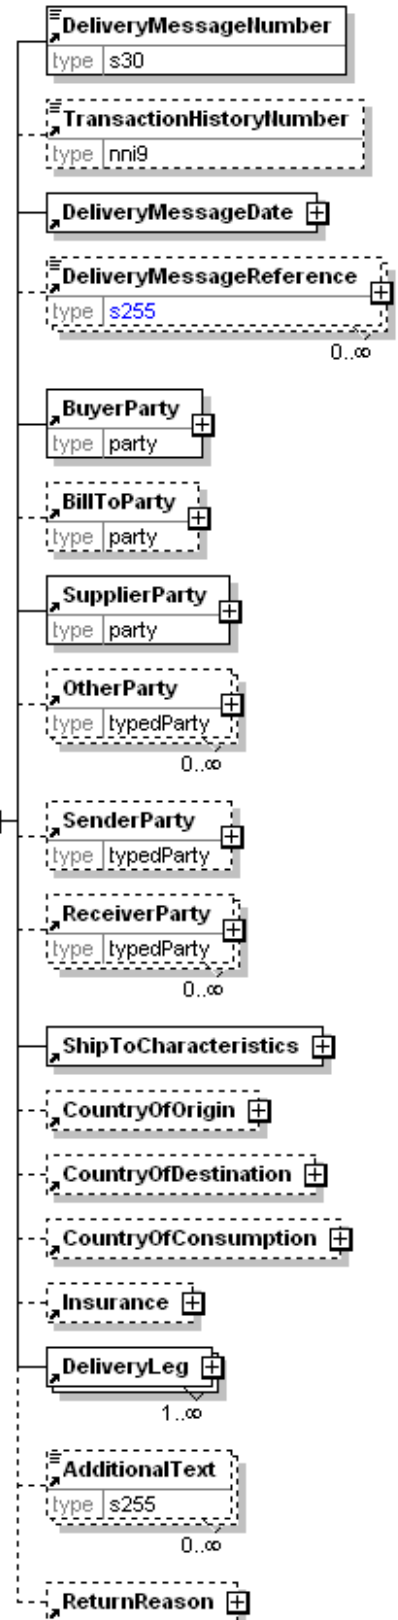 DeliveryMessageNumber
type s30
TransactionHistoryNumber
type nni9
DeliveryMessageDate
DeliveryMessageReference
type s255
0..∞
BuyerParty
type party
BillToParty
type party
SupplierParty
type party
OtherParty
type typedParty
0..∞
SenderParty
type typedParty
ReceiverParty
type typedParty
0..∞
ShipToCharacteristics
CountryOfOrigin
CountryOfDestination
CountryOfConsumption
Insurance
DeliveryLeg
1..∞
AdditionalText
type s255
0..∞
ReturnReason